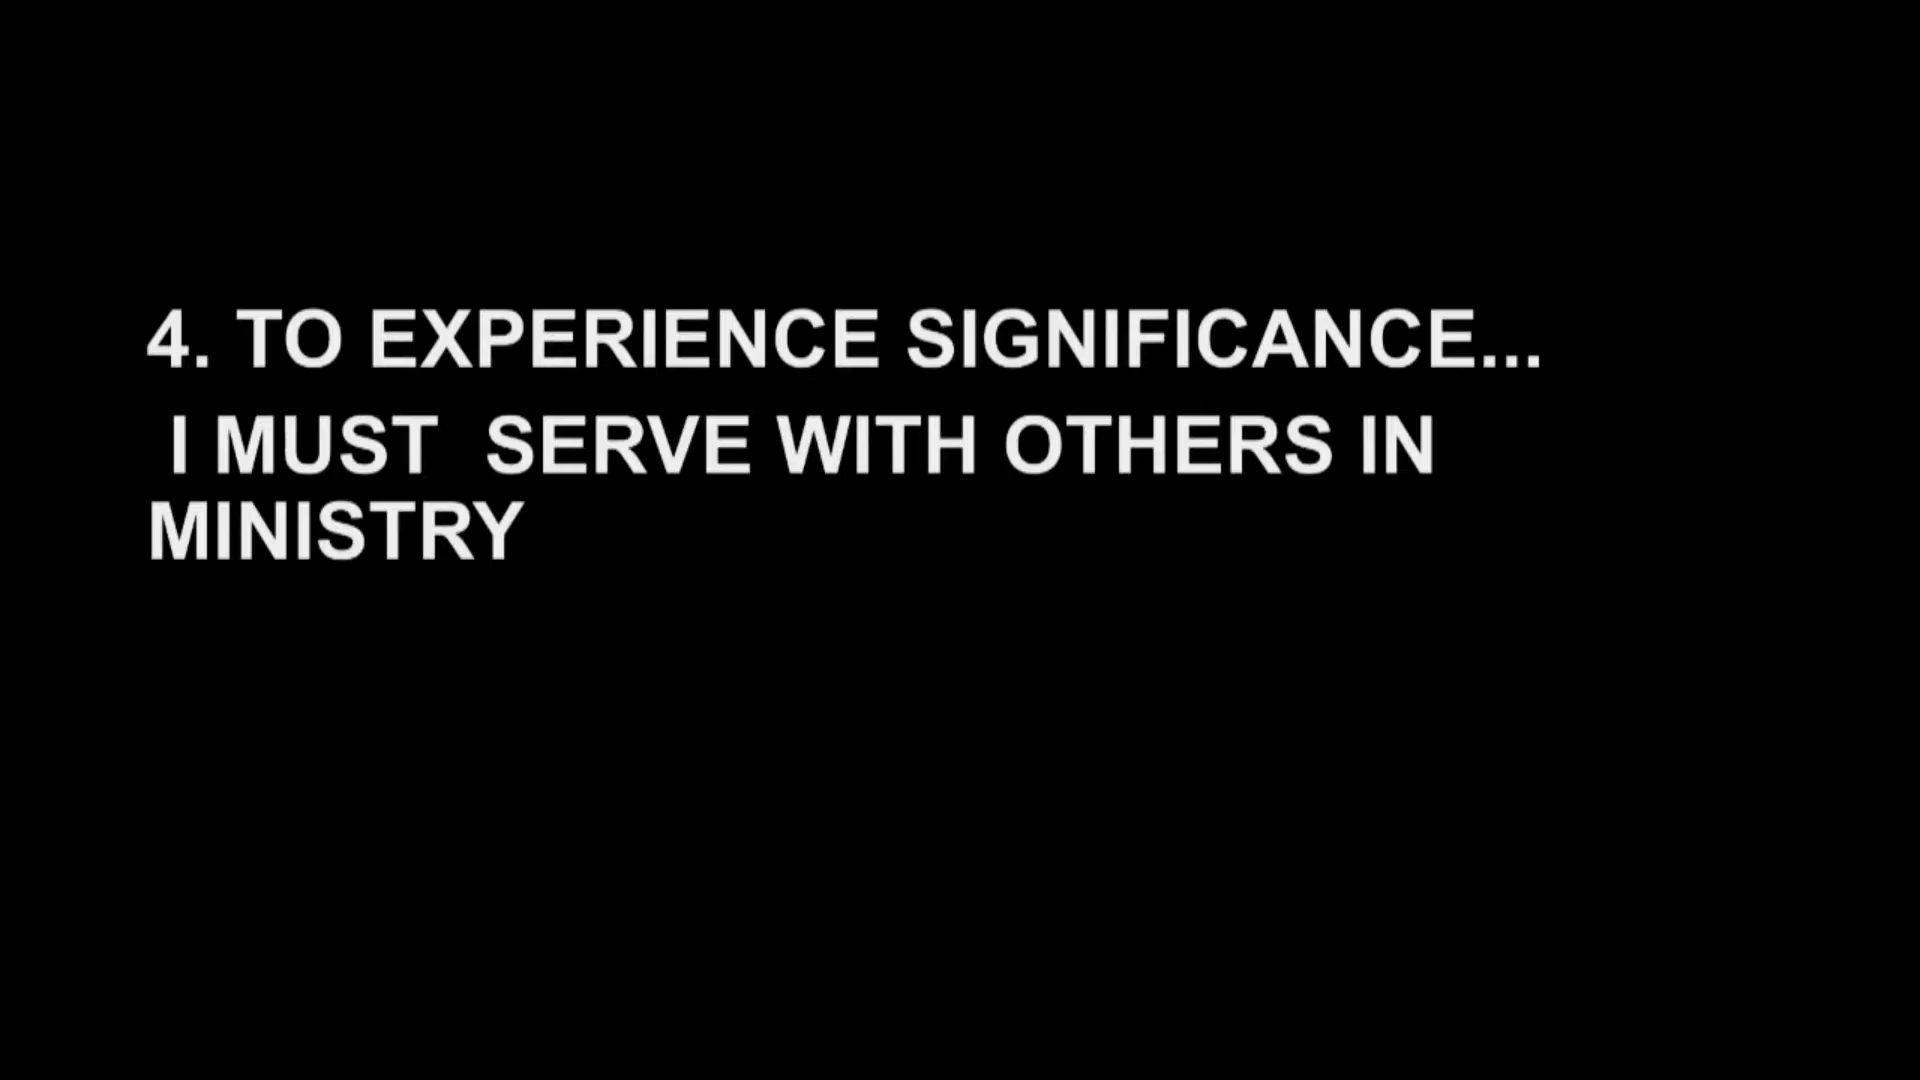 4. TO EXPERIENCE SIGNIFICANCE...
I MUST  SERVE WITH OTHERS IN
MINISTRY